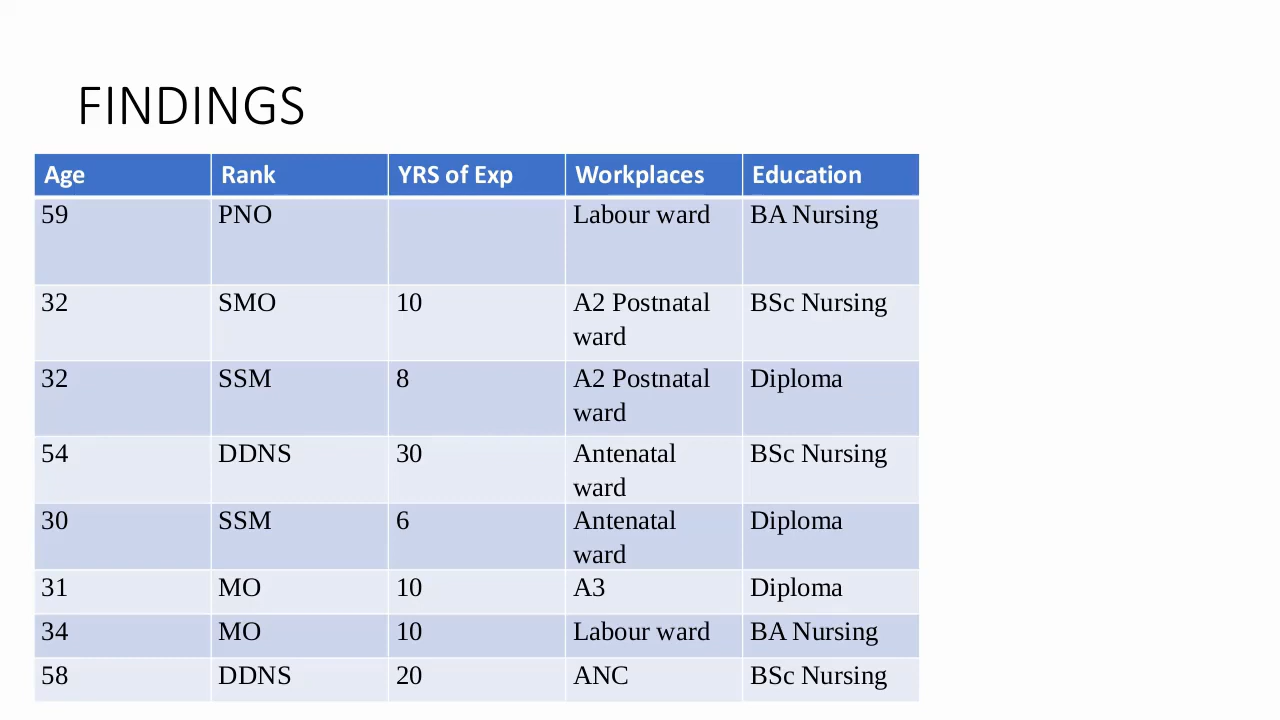 FINDINGS
Age Rank YRS of Exp Workplaces Education
59 PNO Labour ward BA Nursing
32 SMO 10 A2 Postnatal BSc Nursing
ward
32 SSM 8 A2 Postnatal Diploma
ward
54 DDNS 30 Antenatal BSc Nursing
ward
30 SSM 6 Antenatal Diploma
ward
31 MO 10 A3 Diploma
34 MO 10 Labour ward BA Nursing
58 DDNS 20 ANC BSc Nursing